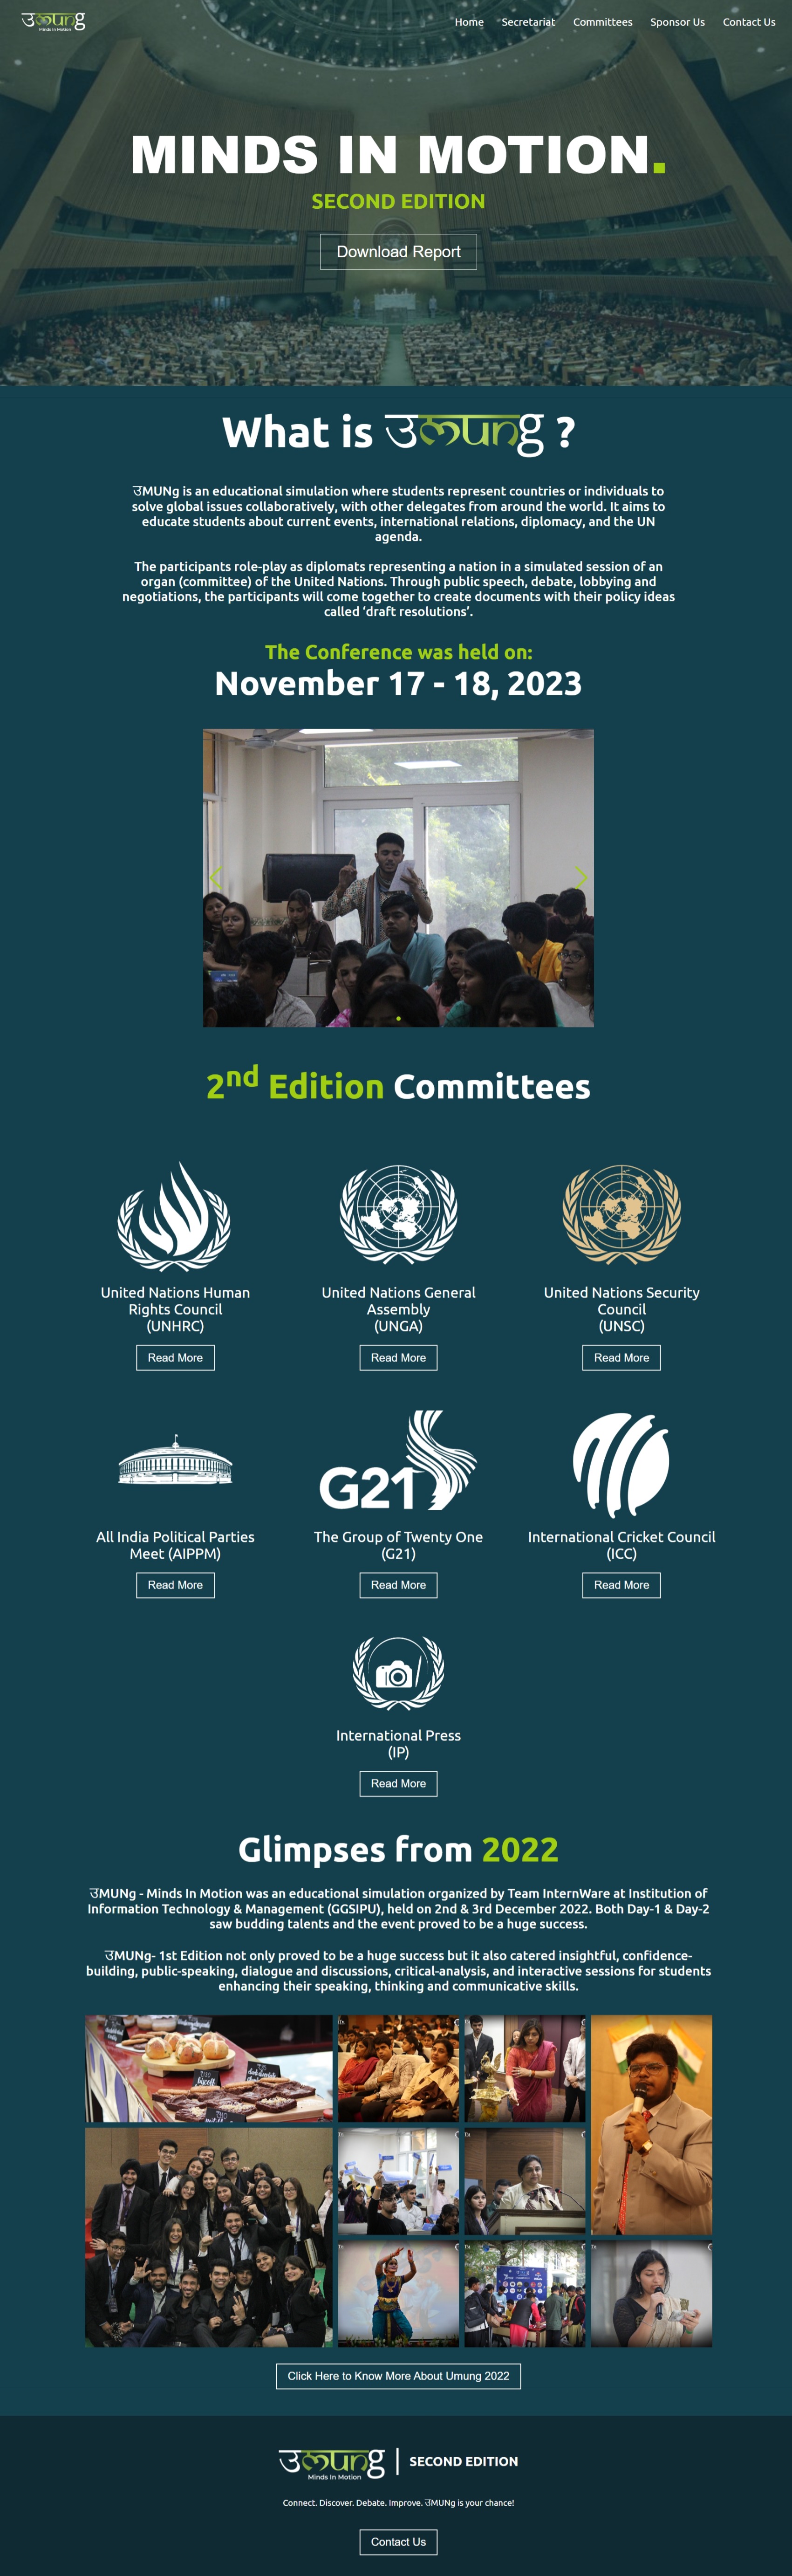 उmung
Minds In Motion
Home Secretariat Committees Sponsor Us Contact Us
MINDS IN MOTION.
SECOND EDITION
Download Report
What is उmung ?
उMUNg is an educational simulation where students represent countries or individuals to
solve global issues collaboratively, with other delegates from around the world. It aims to
educate students about current events, international relations, diplomacy, and the UN
agenda.
The participants role-play as diplomats representing a nation in a simulated session of an
organ (committee) of the United Nations. Through public speech, debate, lobbying and
negotiations, the participants will come together to create documents with their policy ideas
called ‘draft resolutions’.
The Conference was held on:
November 17 - 18, 2023
2nd Edition Committees
United Nations Human
Rights Council
(UNHRC)
Read More
United Nations General
Assembly
(UNGA)
Read More
United Nations Security
Council
(UNSC)
Read More
All India Political Parties
Meet (AIPPM)
Read More
G21
The Group of Twenty One
(G21)
Read More
International Cricket Council
(ICC)
Read More
International Press
(IP)
Read More
Glimpses from 2022
उMUNg - Minds In Motion was an educational simulation organized by Team InternWare at Institution of
Information Technology & Management (GGSIPU), held on 2nd & 3rd December 2022. Both Day-1 & Day-2
saw budding talents and the event proved to be a huge success.
उMUNg- 1st Edition not only proved to be a huge success but it also catered insightful, confidence-
building, public-speaking, dialogue and discussions, critical-analysis, and interactive sessions for students
enhancing their speaking, thinking and communicative skills.
Click Here to Know More About Umung 2022
उmung
Minds In Motion
SECOND EDITION
Connect. Discover. Debate. Improve. उMUNg is your chance!
Contact Us